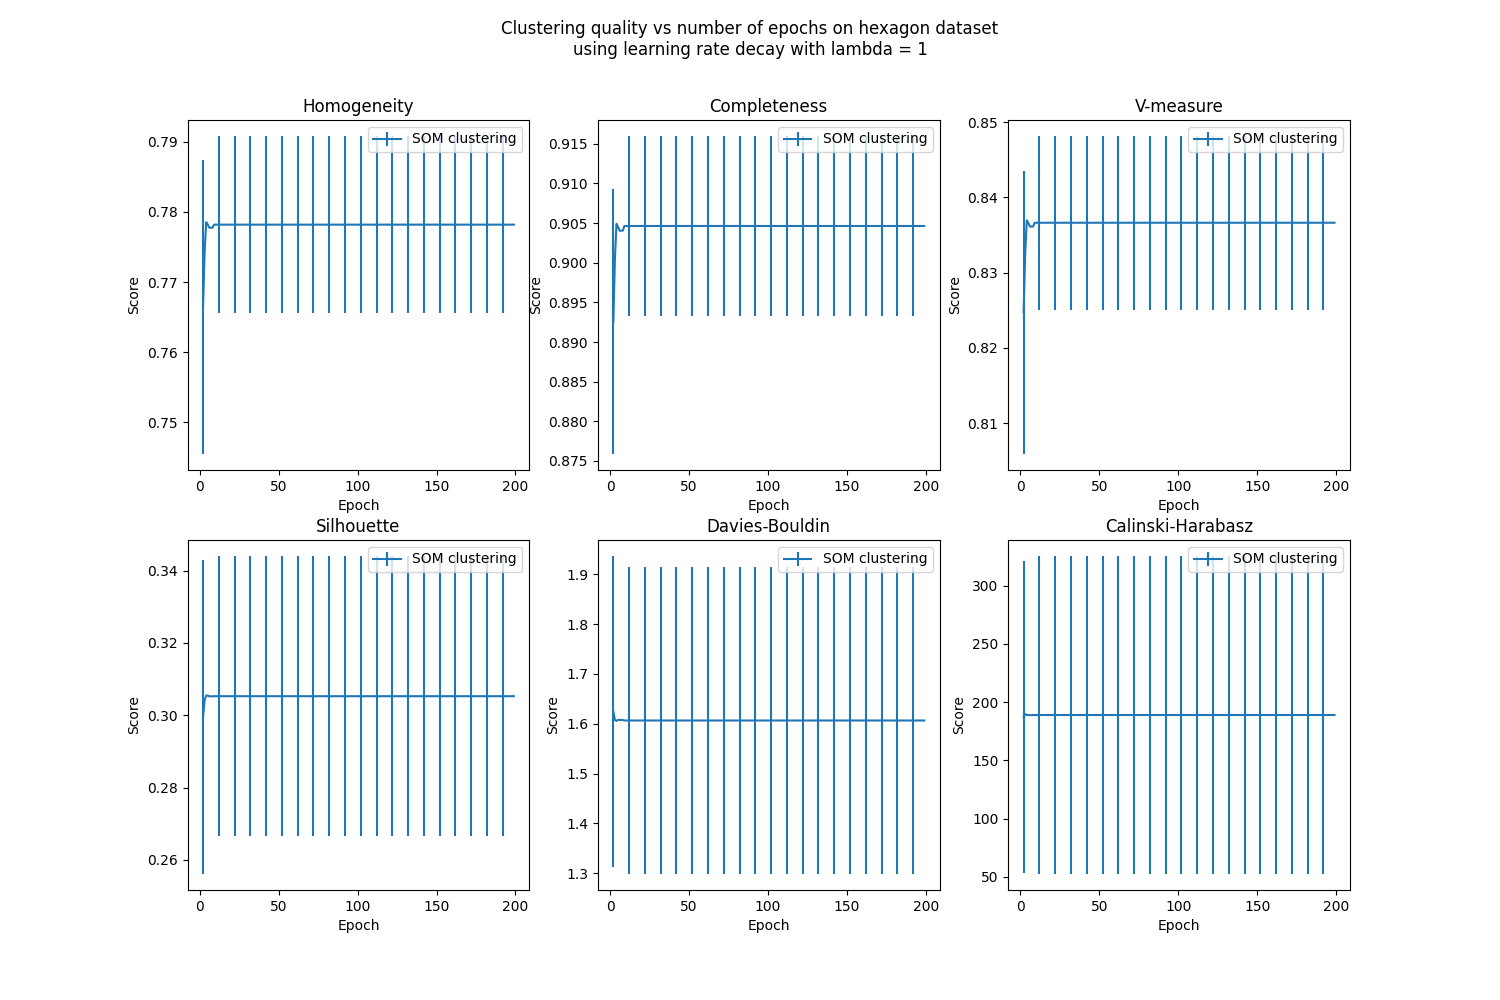 Clustering quality vs number of epochs on hexagon dataset
using learning rate decay with lambda = 1
Homogeneity
SOM clustering
0.79
0.78
0.77
0.76
0.75
Score
0 50 100 150 200
Epoch
Completeness
SOM clustering
0.915
0.910
0.905
0.900
0.895
0.890
0.885
0.880
0.875
Score
0 50 100 150 200
Epoch
V-measure
SOM clustering
0.85
0.84
0.83
0.82
0.81
Score
0 50 100 150 200
Epoch
Silhouette
SOM clustering
0.34
0.32
0.30
0.28
0.26
Score
0 50 100 150 200
Epoch
Davies-Bouldin
SOM clustering
1.9
1.8
1.7
1.6
1.5
1.4
1.3
Score
0 50 100 150 200
Epoch
Calinski-Harabasz
SOM clustering
300
250
200
150
100
50
Score
0 50 100 150 200
Epoch